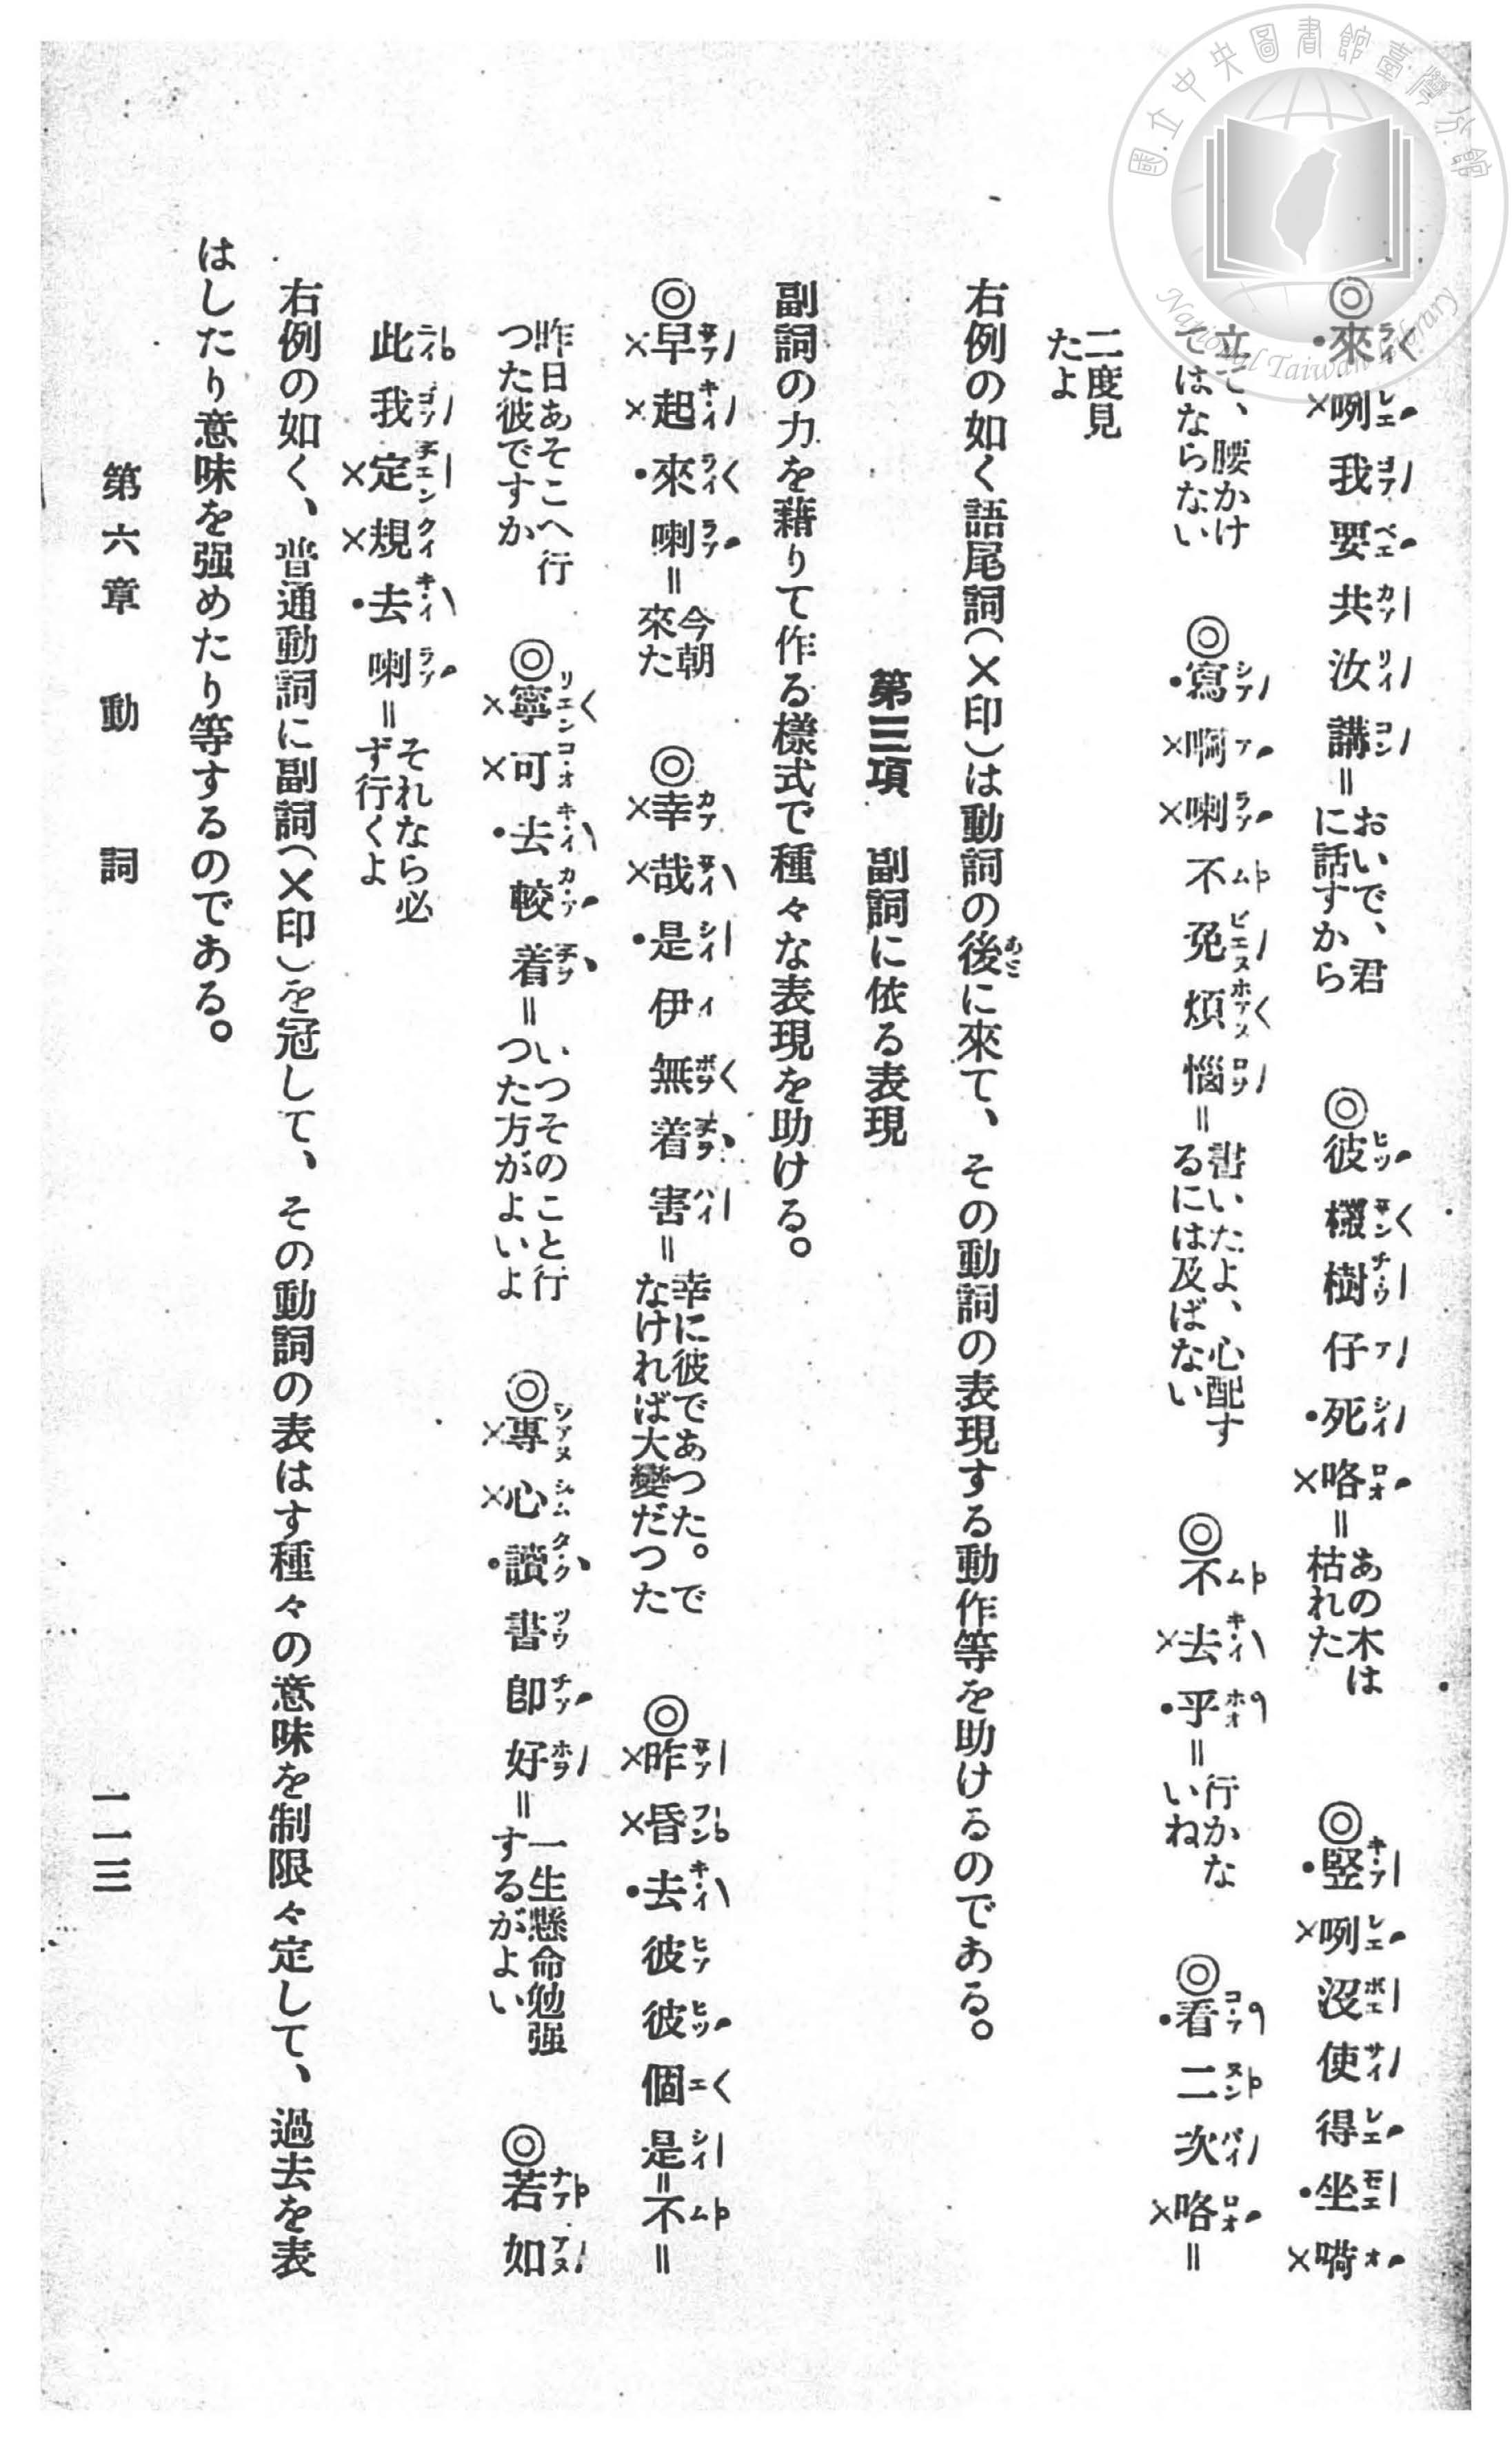 國立中央圖書館臺灣分館
National Taiwan Library
◎來咧我要共汝講＝おいで、君に話すから　◎彼欉樹仔死咯＝あの木は枯れた　◎竪咧沒使得坐嗬＝
立て、腰かけてはならない　◎寫啊喇不免煩惱＝書いたよ、心配するには及ばない　◎不去乎＝行かないね　◎看二次咯＝
二度見たよ
右例の如く語尾詞（×印）は動詞の後に來て、その動詞の表現する動作等を助けるのである。
第三項　副詞に依る表現
副詞の力を藉りて作る樣式で種々な表現を助ける。
◎早起來喇＝今朝來た　◎幸哉是伊無着害＝幸に彼であつた。でなければ大變だつた　◎昨昏去彼彼個是＝不＝
昨日あそこへ行つた彼ですか　◎寧可去較着＝いつそのこと行つた方がよいよ　◎專心讀書卽好＝一生懸命勉强するがよい　◎若如
此我定規去喇＝それなら必ず行くよ
右例の如く、普通動詞に副詞（×印）を冠して、その動詞の表はす種々の意味を制限々定して、過去を表
はしたり意味を强めたり等するのである。
第六章　動　詞
一一三